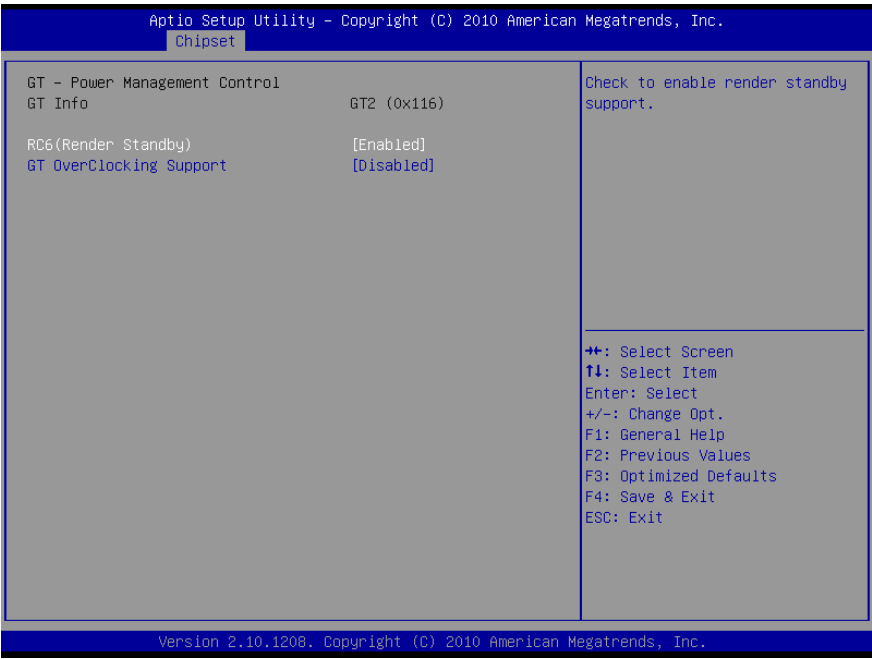 Aptio Setup Utility – Copyright (C) 2010 American Megatrends, Inc.
Chipset
GT – Power Management Control
GT Info GT2 (0x116)
RC6(Render Standby) [Enabled]
GT OverClocking Support [Disabled]
Check to enable render standby
support.
→←: Select Screen
↑↓: Select Item
Enter: Select
+/-: Change Opt.
F1: General Help
F2: Previous Values
F3: Optimized Defaults
F4: Save & Exit
ESC: Exit
Version 2.10.1208. Copyright (C) 2010 American Megatrends, Inc.